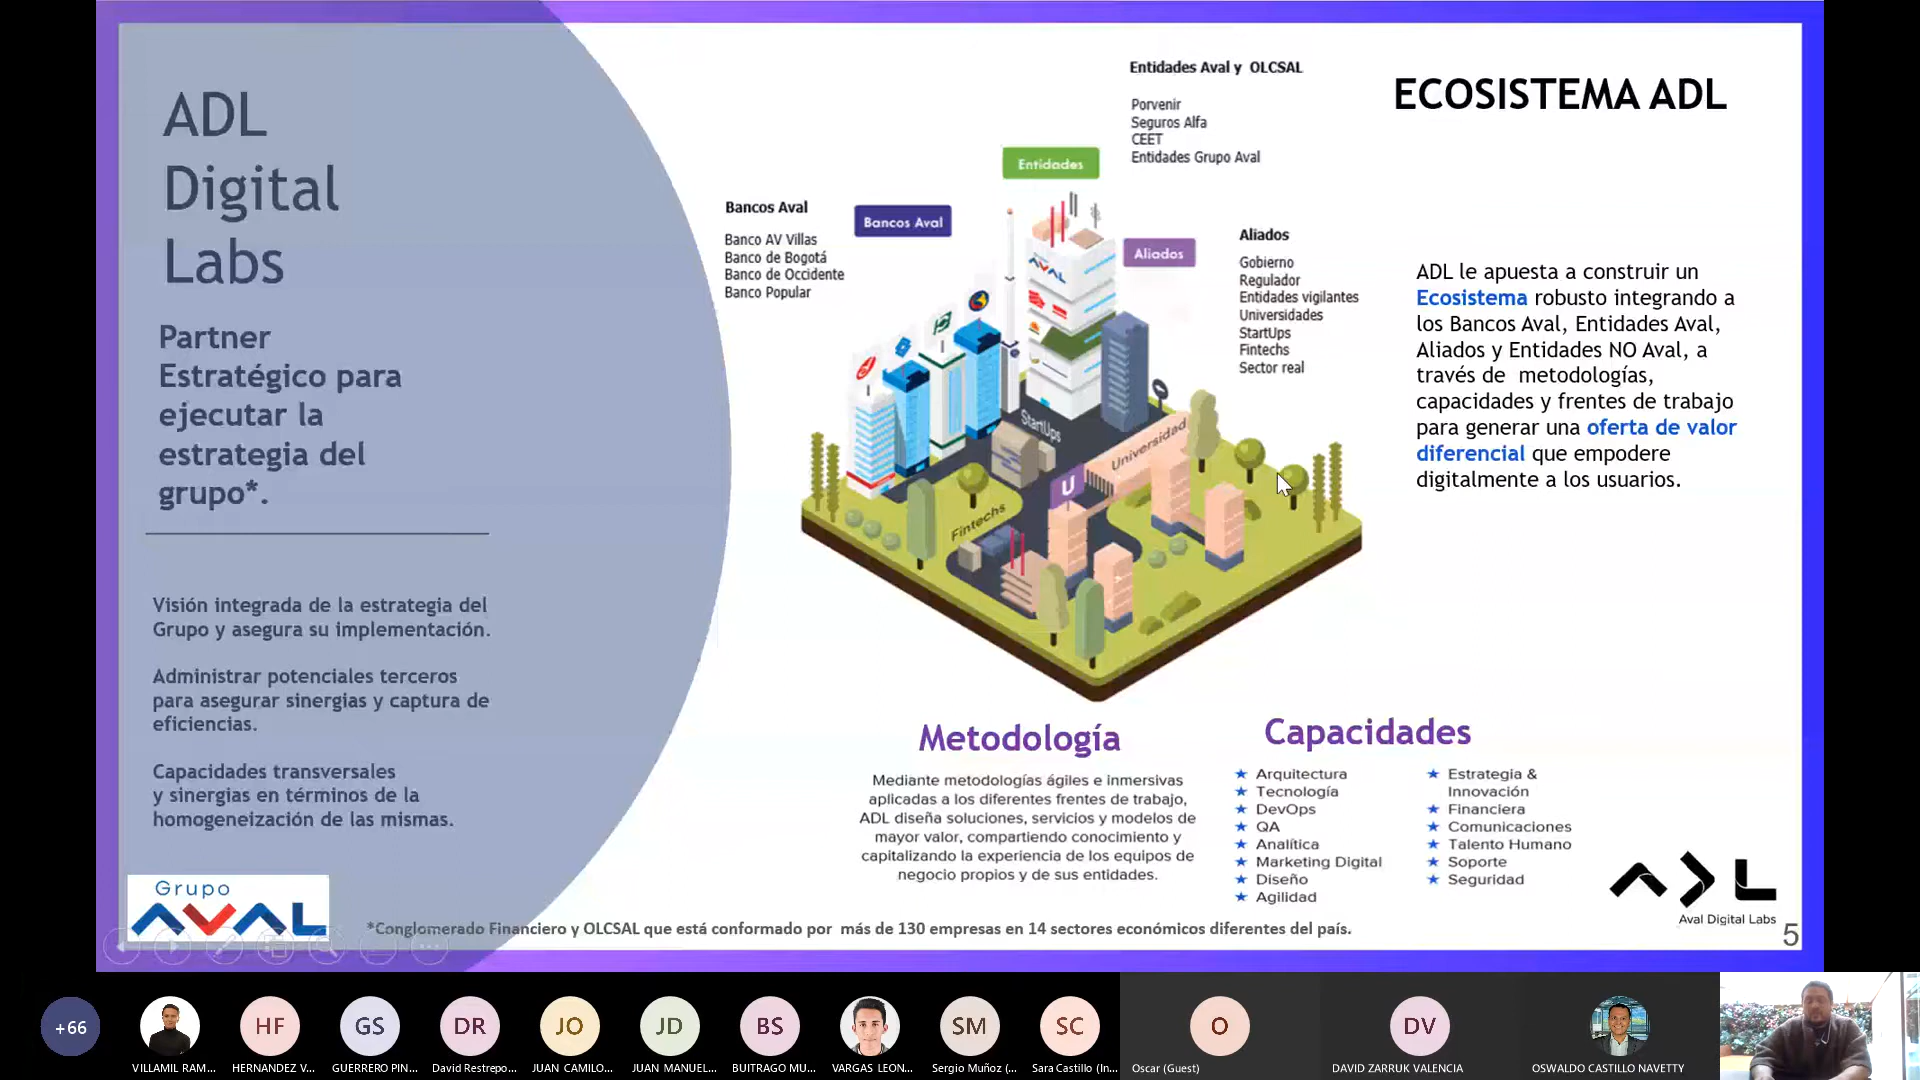 ADL
Digital
Labs
Partner
Estratégico para
ejecutar la
estrategia del
grupo*.
Visión integrada de la estrategia del
Grupo y asegura su implementación.
Administrar potenciales terceros
para asegurar sinergias y captura de
eficiencias.
Capacidades transversales
y sinergias en términos de la
homogeneización de las mismas.
Grupo
AVAL
ECOSISTEMA ADL
Entidades Aval y OLCSAL
Porvenir
Seguros Alfa
CEET
Entidades Grupo Aval
Entidades
Bancos Aval
Banco AV Villas
Banco de Bogotá
Banco de Occidente
Banco Popular
Bancos Aval
Aliados
Aliados
Gobierno
Regulador
Entidades vigilantes
Universidades
StartUps
Fintechs
Sector real
AVAL
StartUps
Universidad
U
Fintechs
ADL le apuesta a construir un
Ecosistema robusto integrando a
los Bancos Aval, Entidades Aval,
Aliados y Entidades NO Aval, a
través de metodologías,
capacidades y frentes de trabajo
para generar una oferta de valor
diferencial que empodere
digitalmente a los usuarios.
Metodología
Mediante metodologías ágiles e inmersivas
aplicadas a los diferentes frentes de trabajo,
ADL diseña soluciones, servicios y modelos de
mayor valor, compartiendo conocimiento y
capitalizando la experiencia de los equipos de
negocio propios y de sus entidades.
Capacidades
Arquitectura
Tecnología
DevOps
QA
Analítica
Marketing Digital
Diseño
Agilidad
Estrategia &
Innovación
Financiera
Comunicaciones
Talento Humano
Soporte
Seguridad
ADL
Aval Digital Labs
*Conglomerado Financiero y OLCSAL que está conformado por más de 130 empresas en 14 sectores económicos diferentes del país.
5
+66
HF
GS
DR
JO
JD
BS
SM
SC
O
DV
VILLAMIL RAM...
HERNANDEZ V...
GUERRERO PIN...
David Restrepo...
JUAN CAMILO...
JUAN MANUEL...
BUITRAGO MU...
VARGAS LEON...
Sergio Muñoz (...
Sara Castillo (In...
Oscar (Guest)
DAVID ZARRUK VALENCIA
OSWALDO CASTILLO NAVETTY